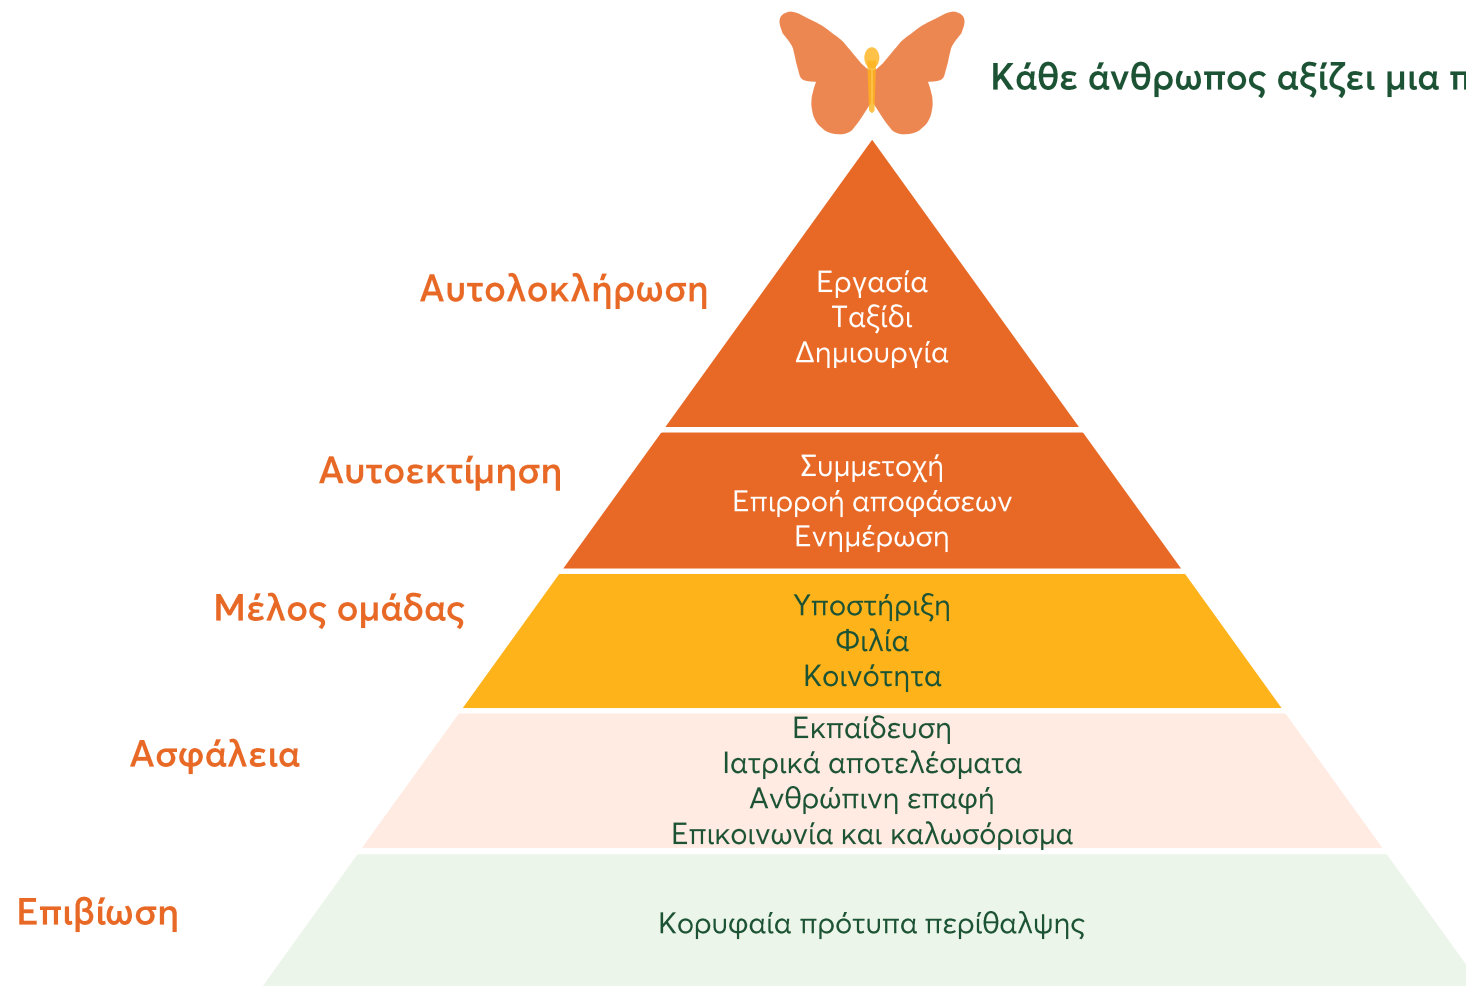 Κάθε άνθρωπος αξίζει μια
Αυτολοκλήρωση
Εργασία
Ταξίδι
Δημιουργία
Αυτοεκτίμηση
Συμμετοχή
Επιρροή αποφάσεων
Ενημέρωση
Μέλος ομάδας
Υποστήριξη
Φιλία
Κοινότητα
Ασφάλεια
Εκπαίδευση
Ιατρικά αποτελέσματα
Ανθρώπινη επαφή
Επικοινωνία και καλωσόρισμα
Επιβίωση
Κορυφαία πρότυπα περίθαλψης